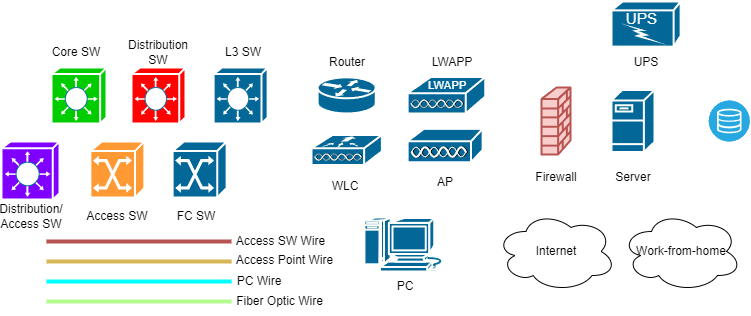 UPS
Core SW
Distribution
SW
L3 SW
Router
LWAPP
UPS
LWAPP
Distribution/
Access SW
Access SW
FC SW
WLC
AP
Firewall
Server
Access SW Wire
Access Point Wire
PC Wire
Fiber Optic Wire
PC
Internet
Work-from-home